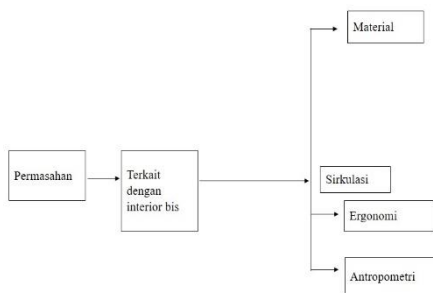 Material
Permasahan
Terkait
dengan
interior bis
Sirkulasi
Ergonomi
Antropometri